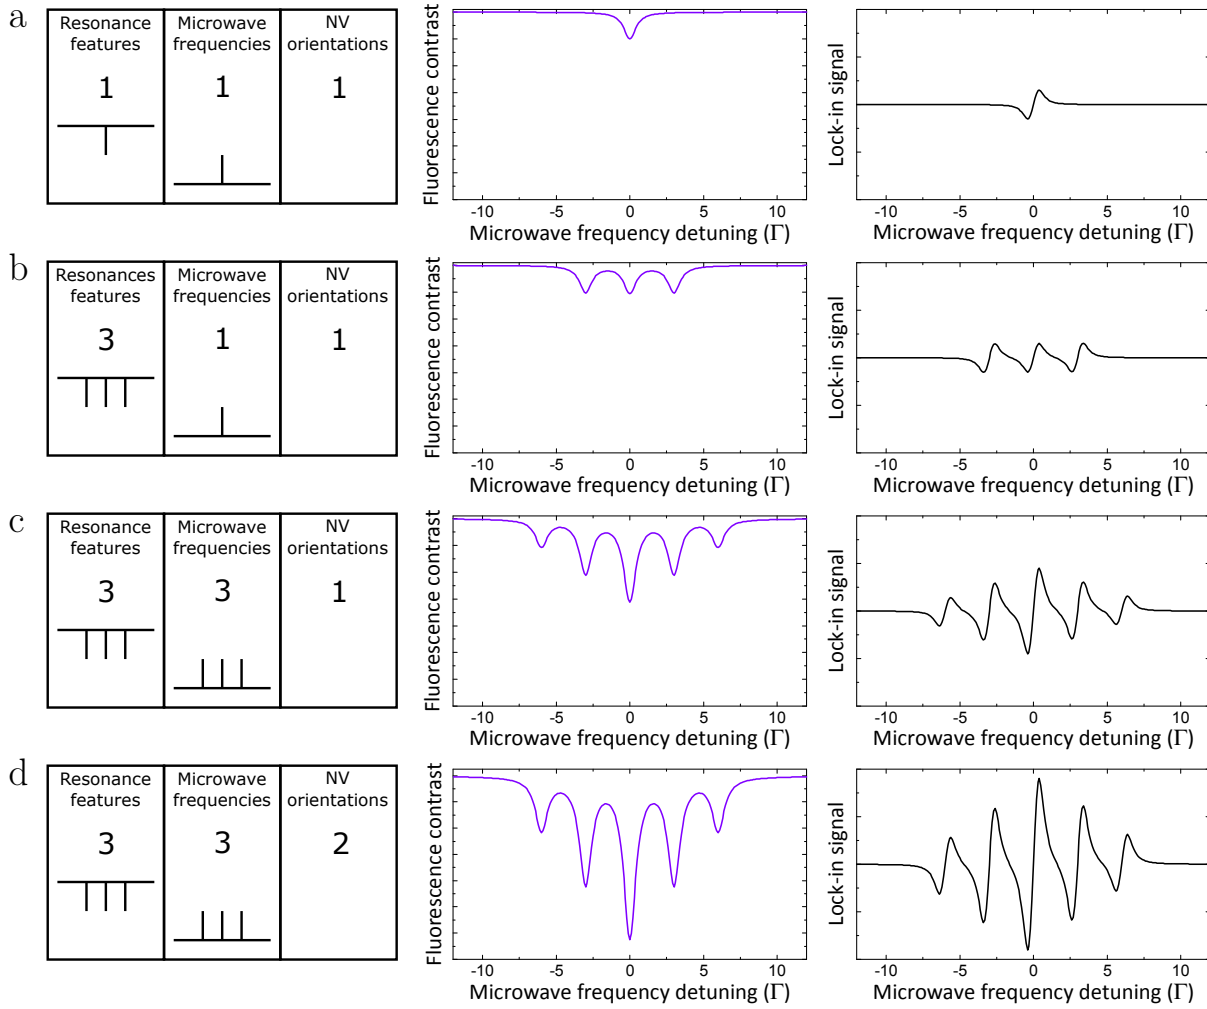 a
Resonance
features
1
Microwave
frequencies
1
NV
orientations
1
Fluorescence contrast
-10 -5 0 5 10
Microwave frequency detuning (Γ)
Lock-in signal
-10 -5 0 5 10
Microwave frequency detuning (Γ)
b
Resonances
features
3
Microwave
frequencies
1
NV
orientations
1
Fluorescence contrast
-10 -5 0 5 10
Microwave frequency detuning (Γ)
Lock-in signal
-10 -5 0 5 10
Microwave frequency detuning (Γ)
c
Resonance
features
3
Microwave
frequencies
3
NV
orientations
1
Fluorescence contrast
-10 -5 0 5 10
Microwave frequency detuning (Γ)
Lock-in signal
-10 -5 0 5 10
Microwave frequency detuning (Γ)
d
Resonance
features
3
Microwave
frequencies
3
NV
orientations
2
Fluorescence contrast
-10 -5 0 5 10
Microwave frequency detuning (Γ)
Lock-in signal
-10 -5 0 5 10
Microwave frequency detuning (Γ)